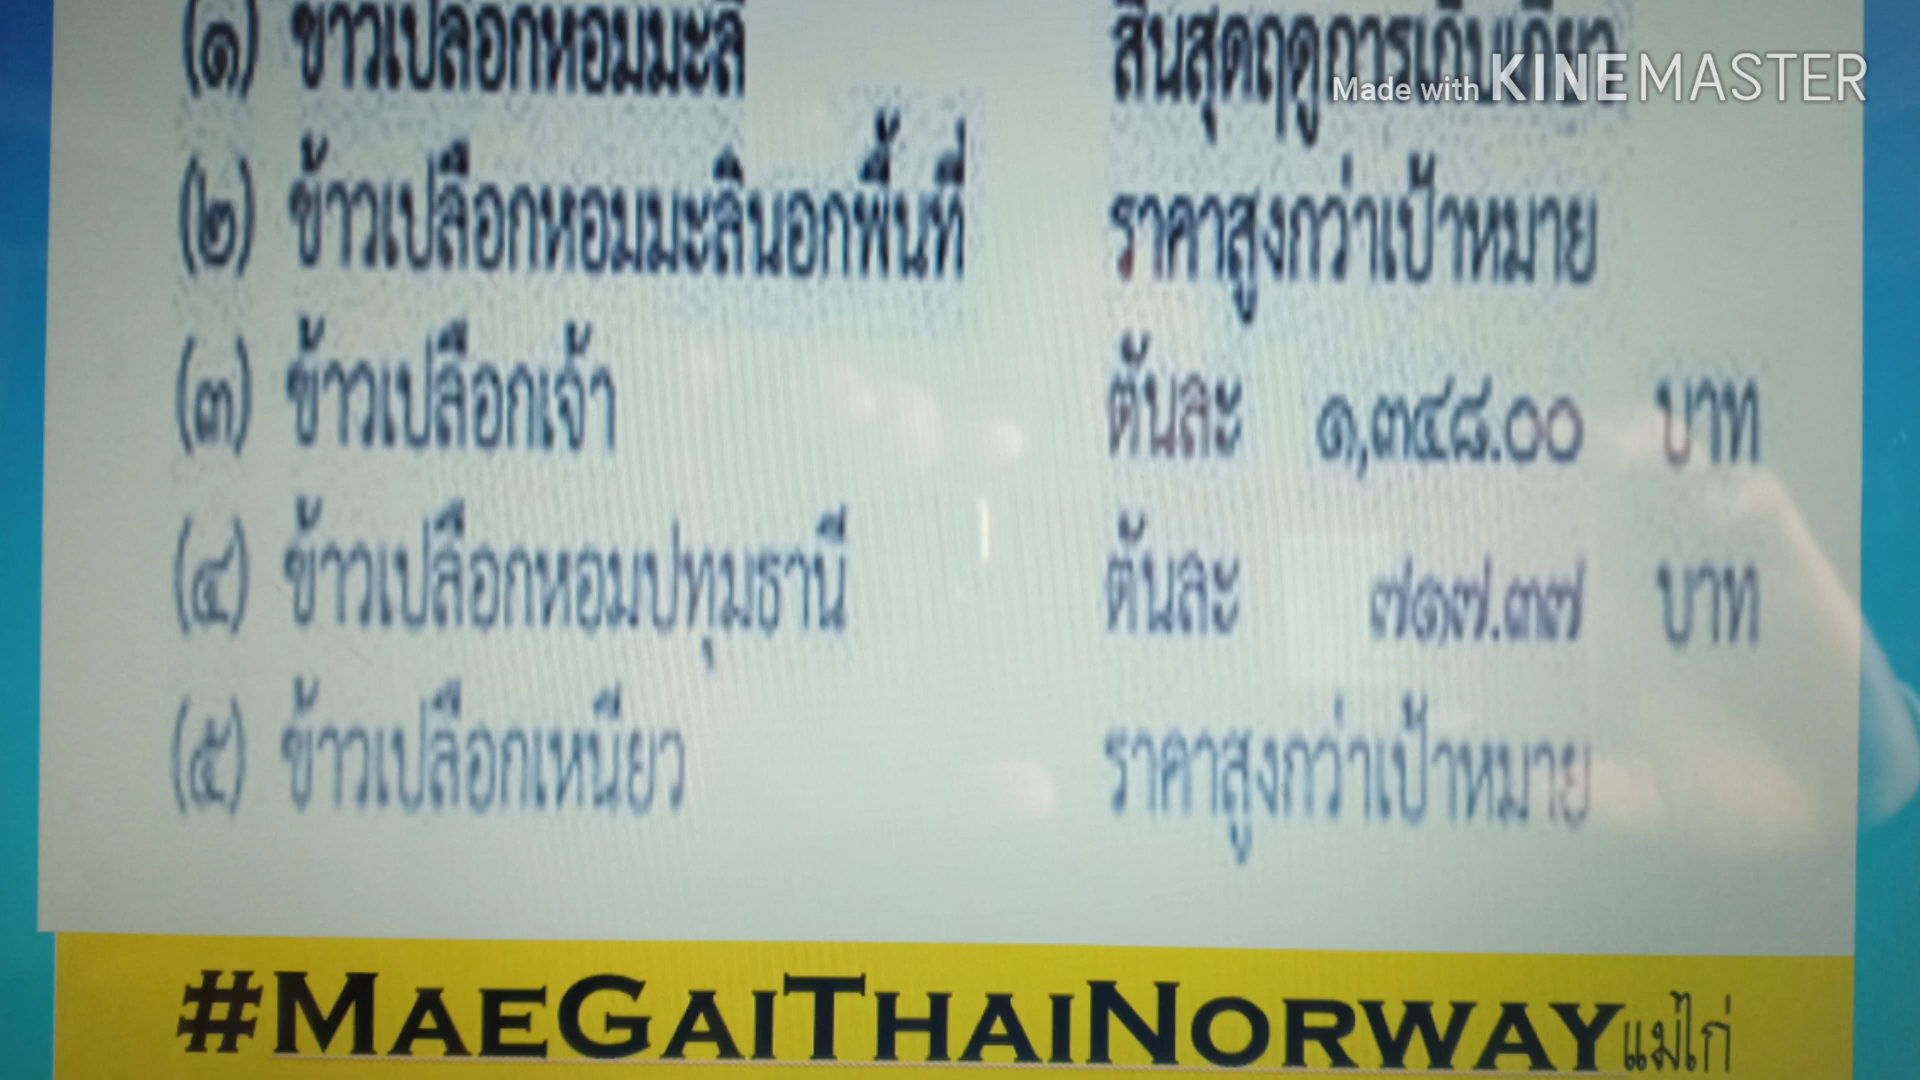 (๑) ข้าวเปลือกหอมมะลิ สิ้นสุดฤดูการเก็บเกี่ยว
Made with KINEMASTER
(๒) ข้าวเปลือกหอมมะลินอกพื้นที่ ราคาสูงกว่าเป้าหมาย
(๓) ข้าวเปลือกเจ้า ตันละ ๑,๓๔๘.๐๐ บาท
(๔) ข้าวเปลือกหอมปทุมธานี ตันละ ๗๑๗.๓๗ บาท
(๕) ข้าวเปลือกเหนียว ราคาสูงกว่าเป้าหมาย
#MAEGAITHAINORWAYแม่ไก่